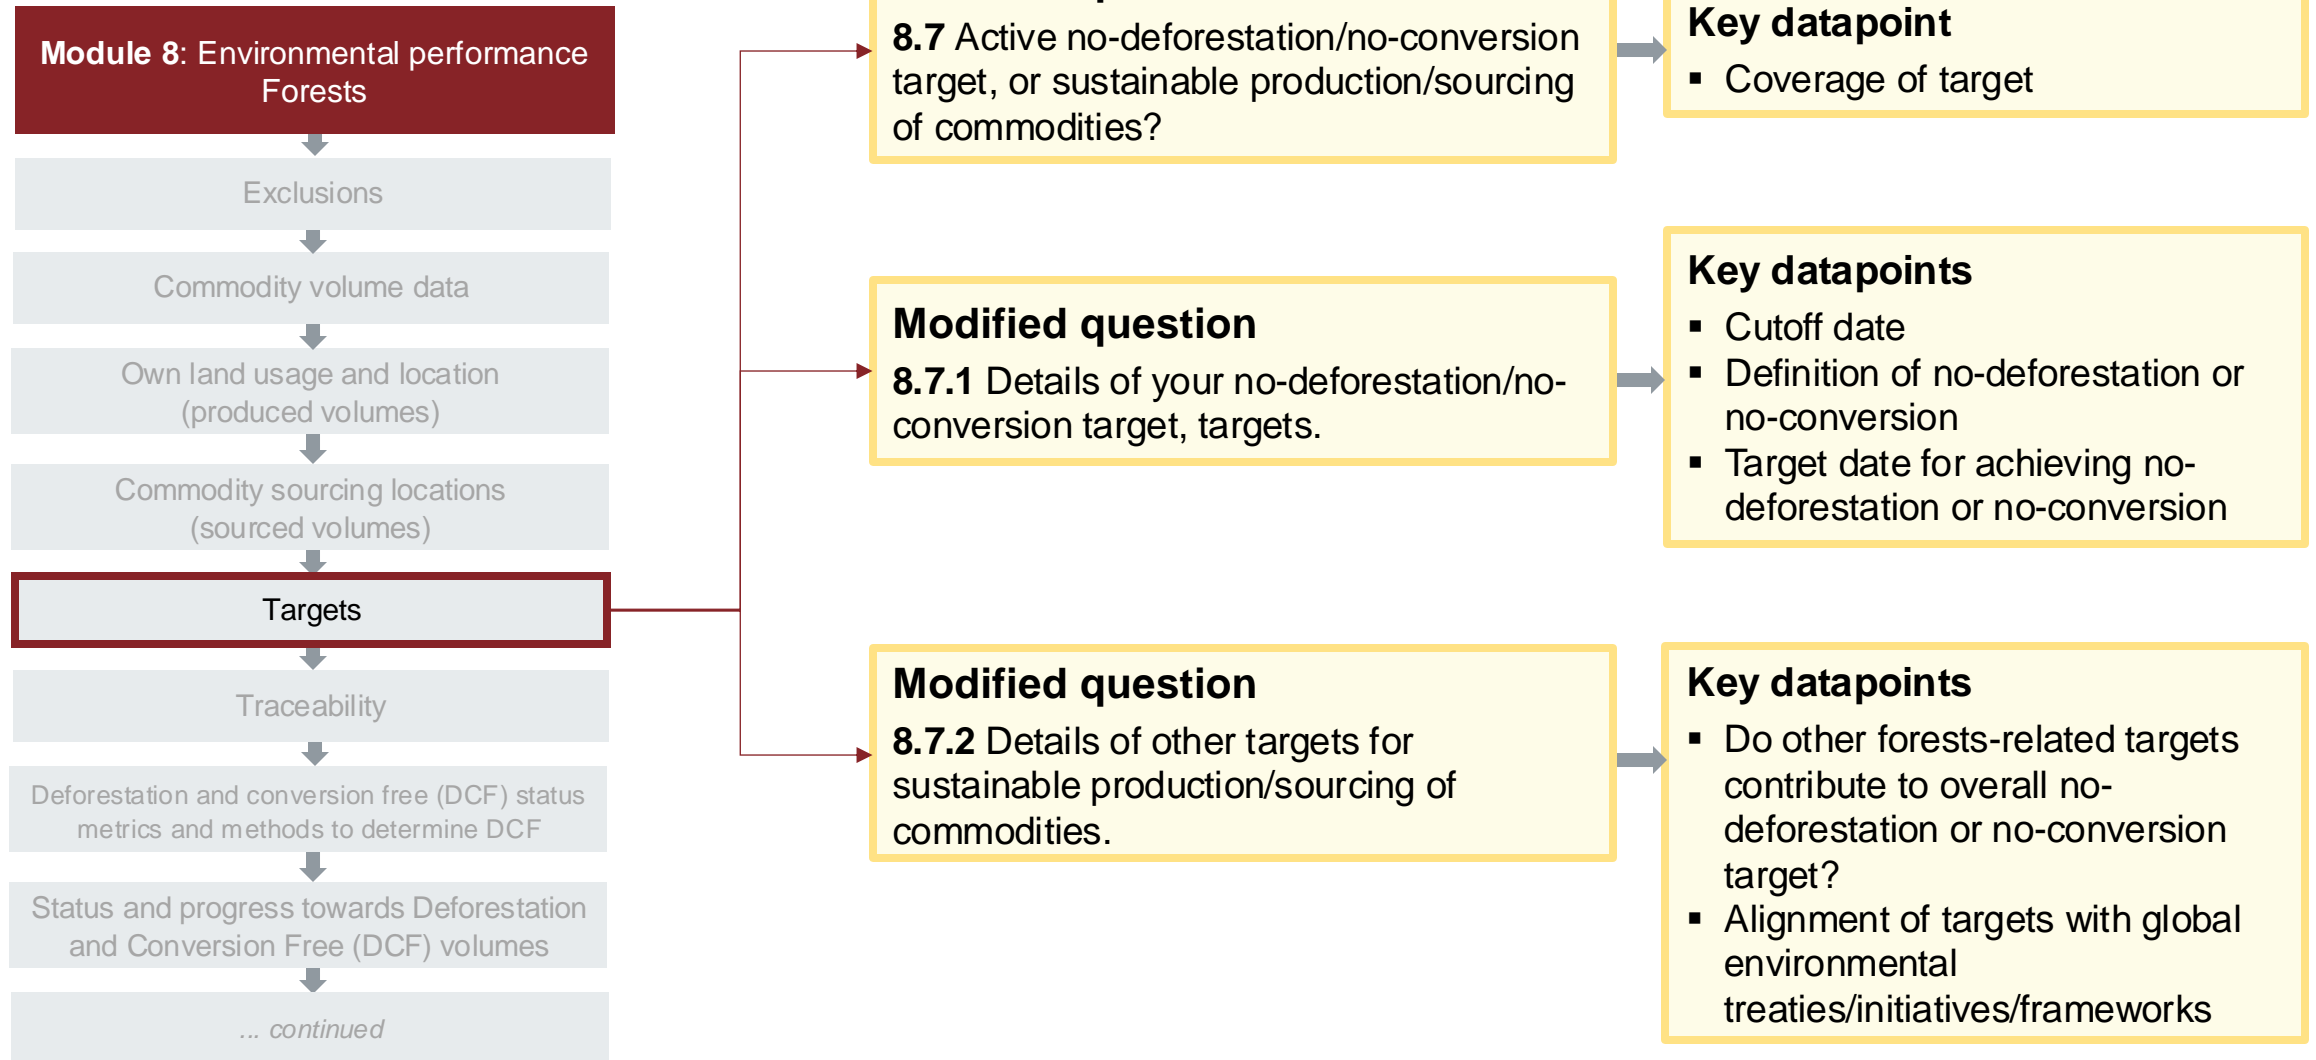 Module 8: Environmental performance
Forests
Exclusions
Commodity volume data
Own land usage and location
(produced volumes)
Commodity sourcing locations
(sourced volumes)
Targets
Traceability
Deforestation and conversion free (DCF) status
metrics and methods to determine DCF
Status and progress towards Deforestation
and Conversion Free (DCF) volumes
... continued
8.7 Active no-deforestation/no-conversion
target, or sustainable production/sourcing
of commodities?
Key datapoint
▪ Coverage of target
Modified question
8.7.1 Details of your no-deforestation/no-
conversion target, targets.
Key datapoints
▪ Cutoff date
▪ Definition of no-deforestation or
no-conversion
▪ Target date for achieving no-
deforestation or no-conversion
Modified question
8.7.2 Details of other targets for
sustainable production/sourcing of
commodities.
Key datapoints
▪ Do other forests-related targets
contribute to overall no-
deforestation or no-conversion
target?
▪ Alignment of targets with global
environmental
treaties/initiatives/frameworks